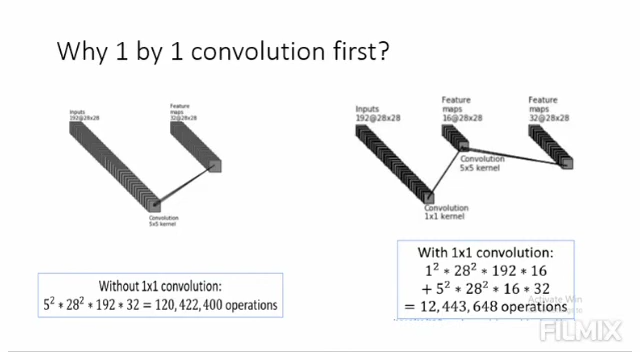 Why 1 by 1 convolution first?
Inputs
192@28x28
Feature
maps
32@28x28
Convolution
5x5 kernel
Without 1x1 convolution:
5² * 28² * 192 * 32 = 120,422,400 operations
Inputs
192@28x28
Feature
maps
16@28x28
Feature
maps
32@28x28
Convolution
5x5 kernel
Convolution
1x1 kernel
With 1x1 convolution:
1² * 28² * 192 * 16
+ 5² * 28² * 16 * 32
= 12,443,648 operations
Activate Win
FILMIX